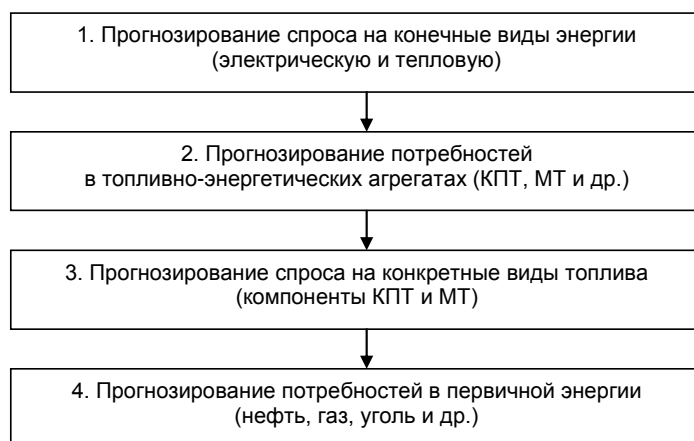 1. Прогнозирование спроса на конечные виды энергии
(электрическую и тепловую)
2. Прогнозирование потребностей
в топливно-энергетических агрегатах (КПТ, МТ и др.)
3. Прогнозирование спроса на конкретные виды топлива
(компоненты КПТ и МТ)
4. Прогнозирование потребностей в первичной энергии
(нефть, газ, уголь и др.)